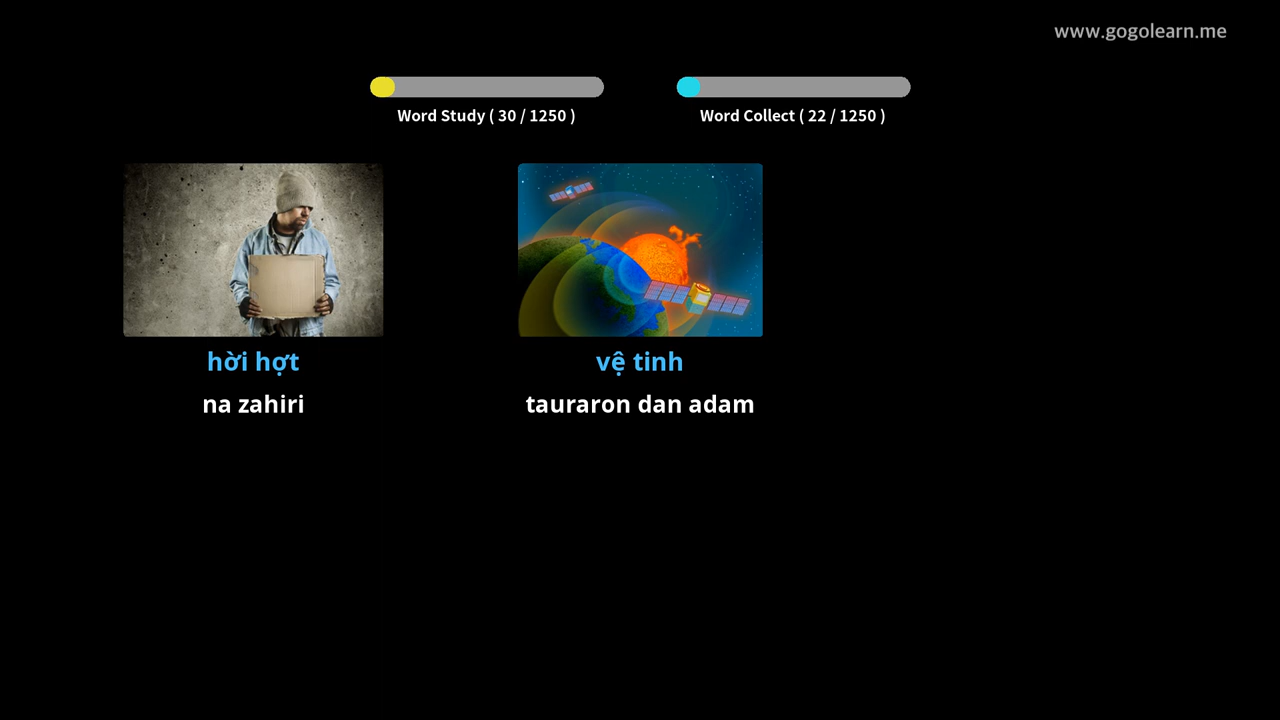 www.gogolearn.me
Word Study ( 30 / 1250 )
Word Collect ( 22 / 1250 )
hời hợt
na zahiri
vệ tinh
tauraron dan adam